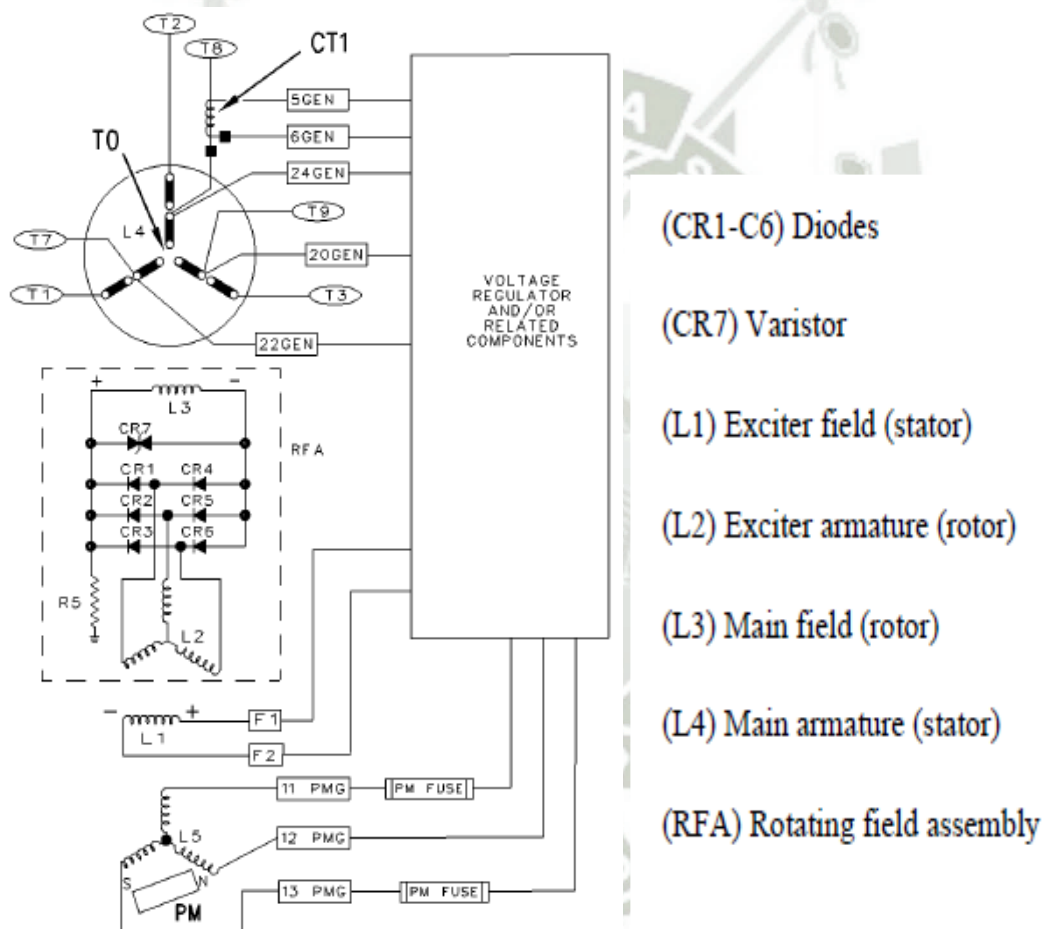 T2
T8
CT1
5GEN
6GEN
T0
24GEN
L4
T9
T7
20GEN
T1
T3
22GEN
VOLTAGE
REGULATOR
AND/OR
RELATED
COMPONENTS
+ -
L3
CR7
RFA
CR1 CR4
CR2 CR5
CR3 CR6
R5
L2
- +
L1
F1
F2
11 PMG PM FUSE
L5
12 PMG
S N
13 PMG PM FUSE
PM
(CR1-C6) Diodes
(CR7) Varistor
(L1) Exciter field (stator)
(L2) Exciter armature (rotor)
(L3) Main field (rotor)
(L4) Main armature (stator)
(RFA) Rotating field assembly